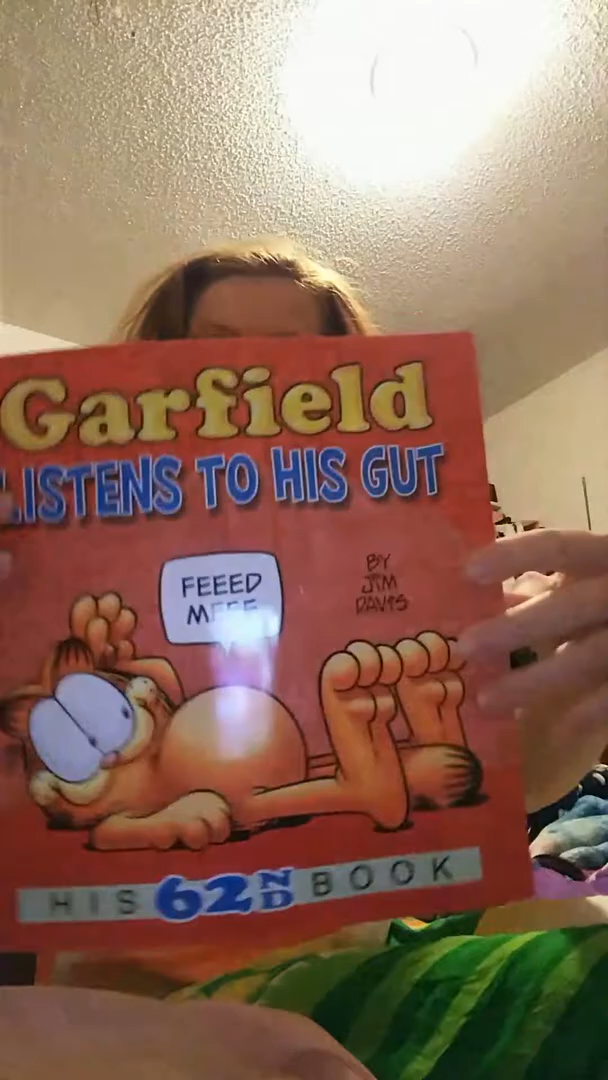 Garfield
LISTENS TO HIS GUT
FEEED
MEEE
BY
JIM
DAVIS
HIS 62ND BOOK